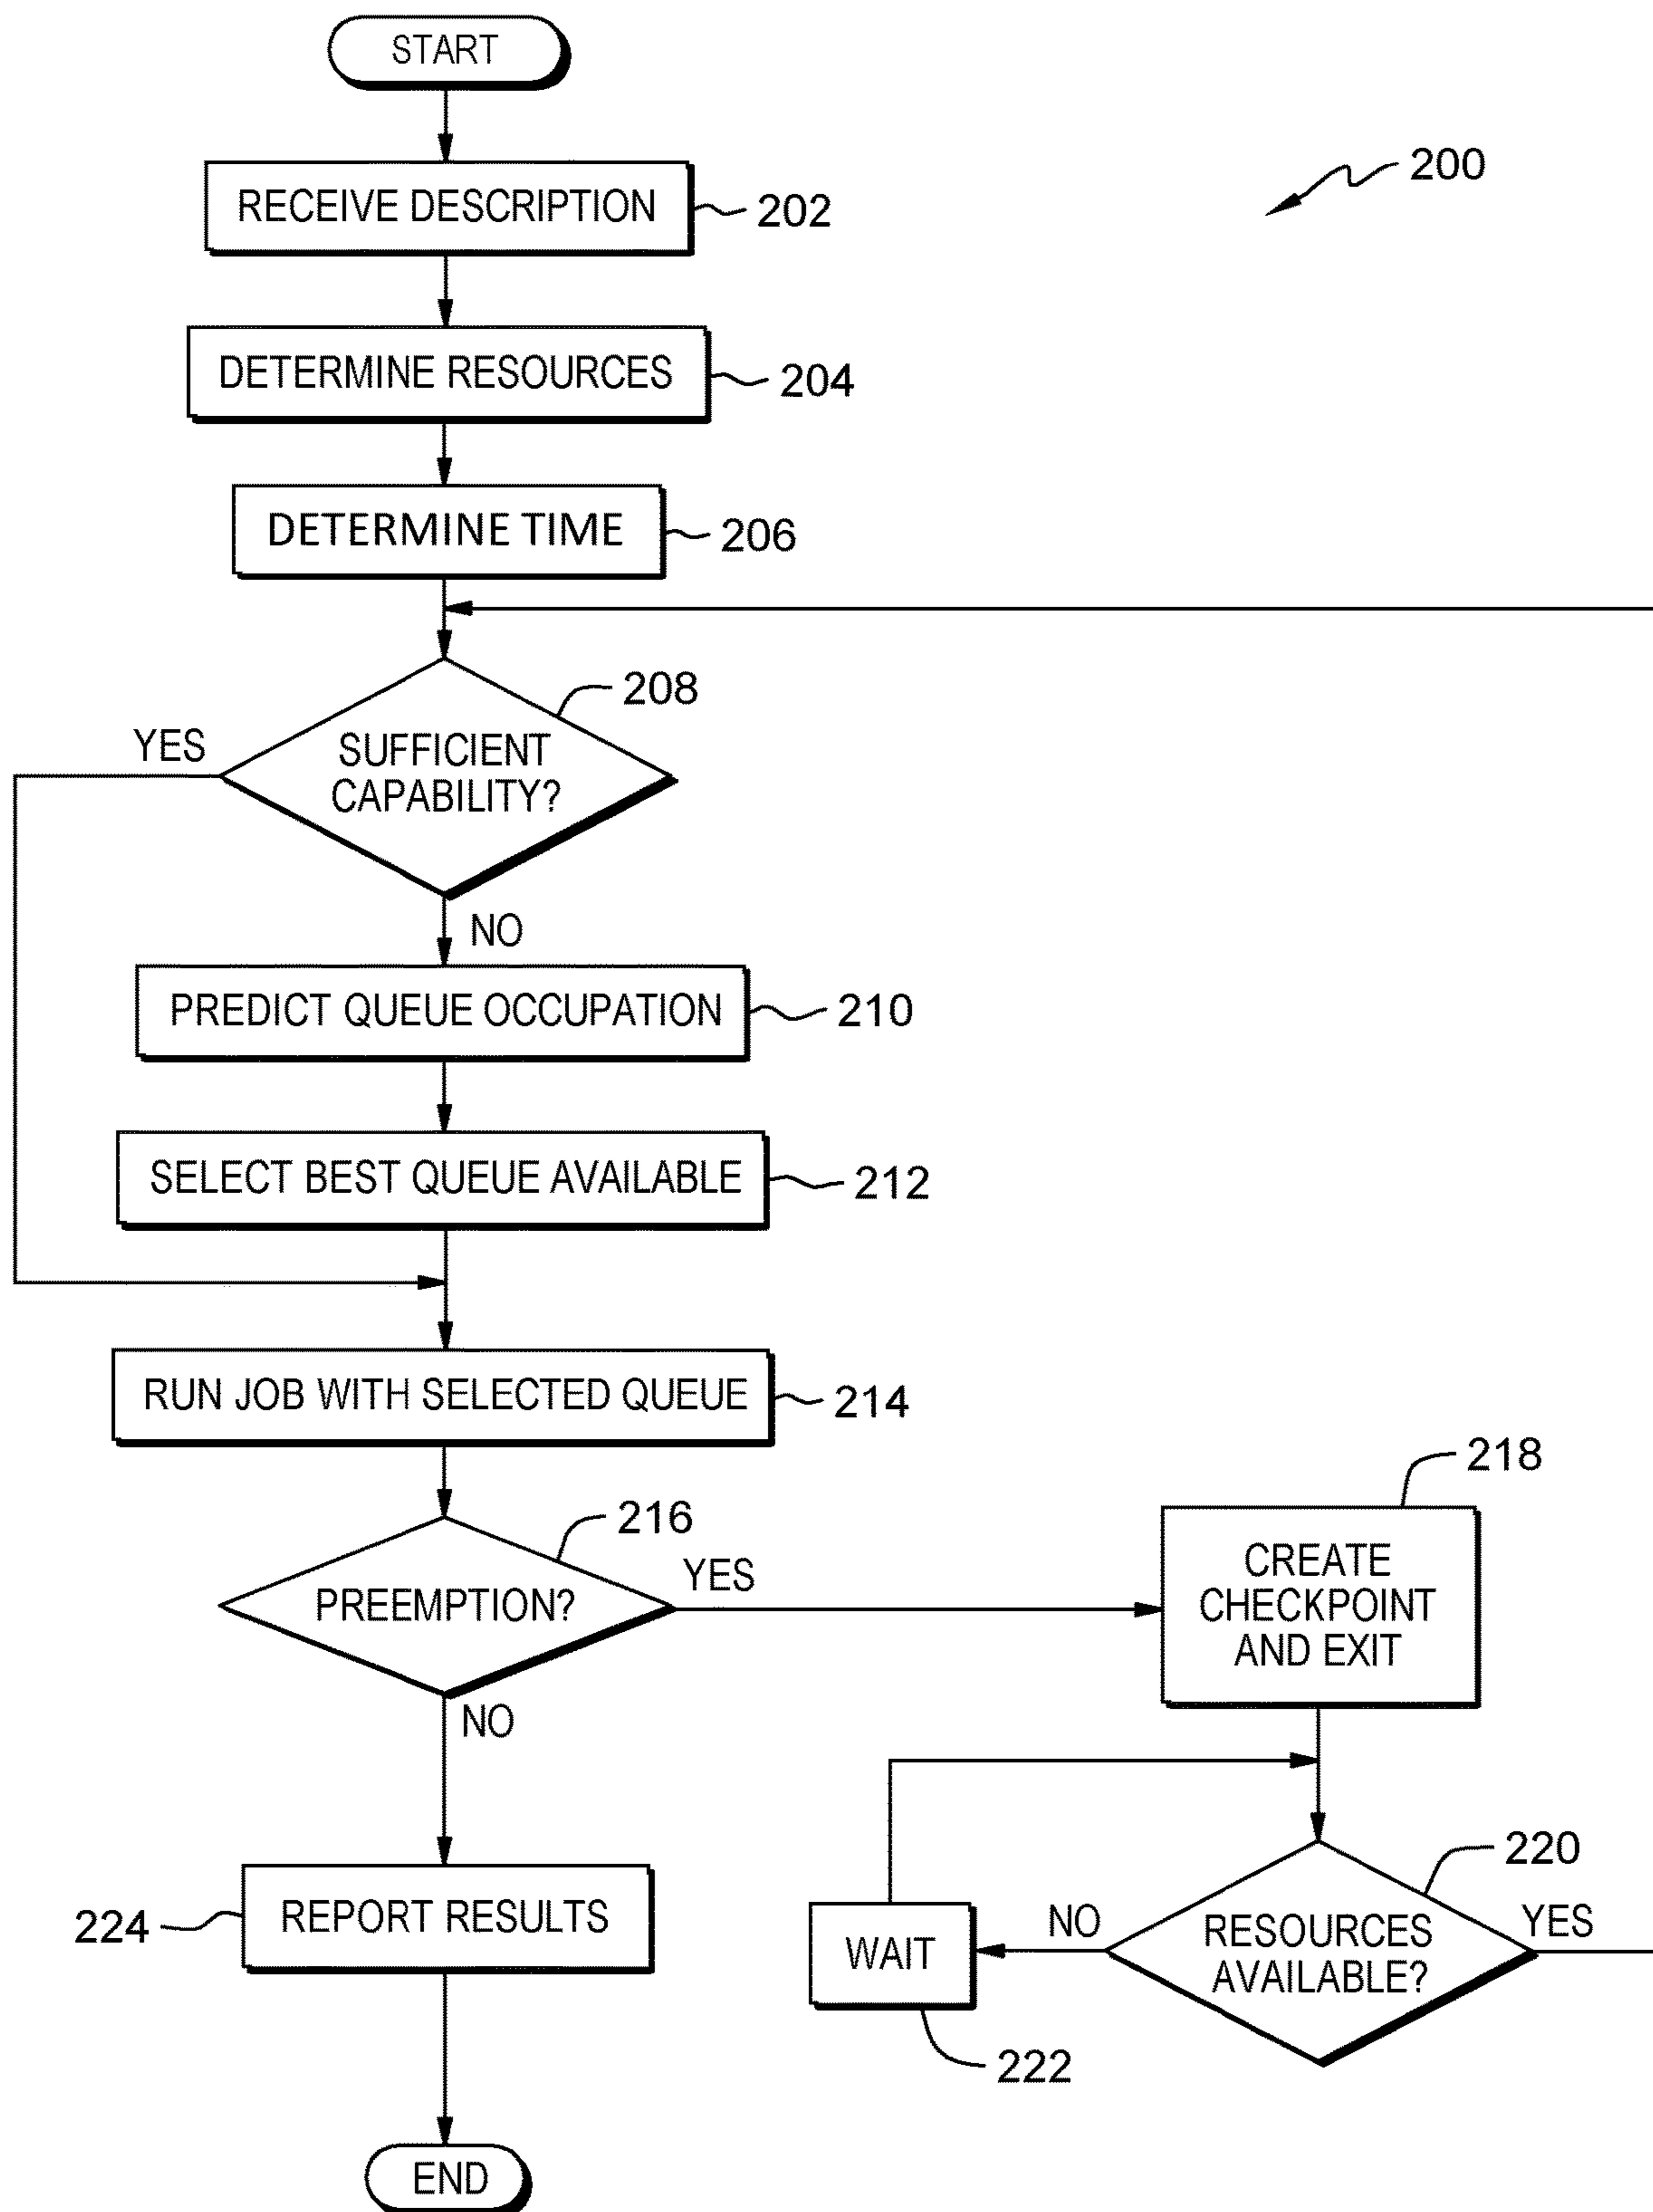 START
200
RECEIVE DESCRIPTION
202
DETERMINE RESOURCES
204
DETERMINE TIME
206
208
YES
SUFFICIENT
CAPABILITY?
NO
PREDICT QUEUE OCCUPATION
210
SELECT BEST QUEUE AVAILABLE
212
RUN JOB WITH SELECTED QUEUE
214
216
PREEMPTION?
YES
NO
218
CREATE
CHECKPOINT
AND EXIT
220
RESOURCES
AVAILABLE?
NO
YES
WAIT
222
REPORT RESULTS
224
END